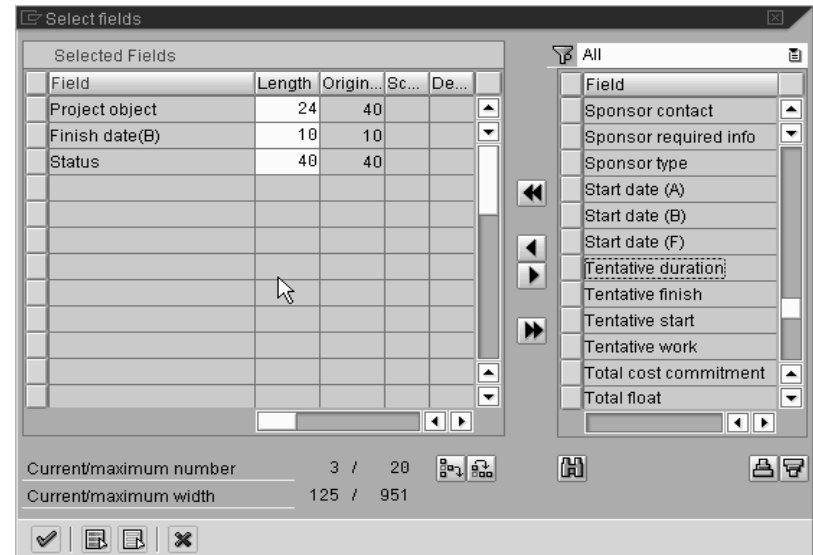 Select fields
Selected Fields
All
Field Length Origin... Sc... De...
Field
Project object 24 40
Finish date(B) 10 10
Status 40 40
Sponsor contact
Sponsor required info
Sponsor type
Start date (A)
Start date (B)
Start date (F)
Tentative duration
Tentative finish
Tentative start
Tentative work
Total cost commitment
Total float
Current/maximum number 3 / 20
Current/maximum width 125 / 951